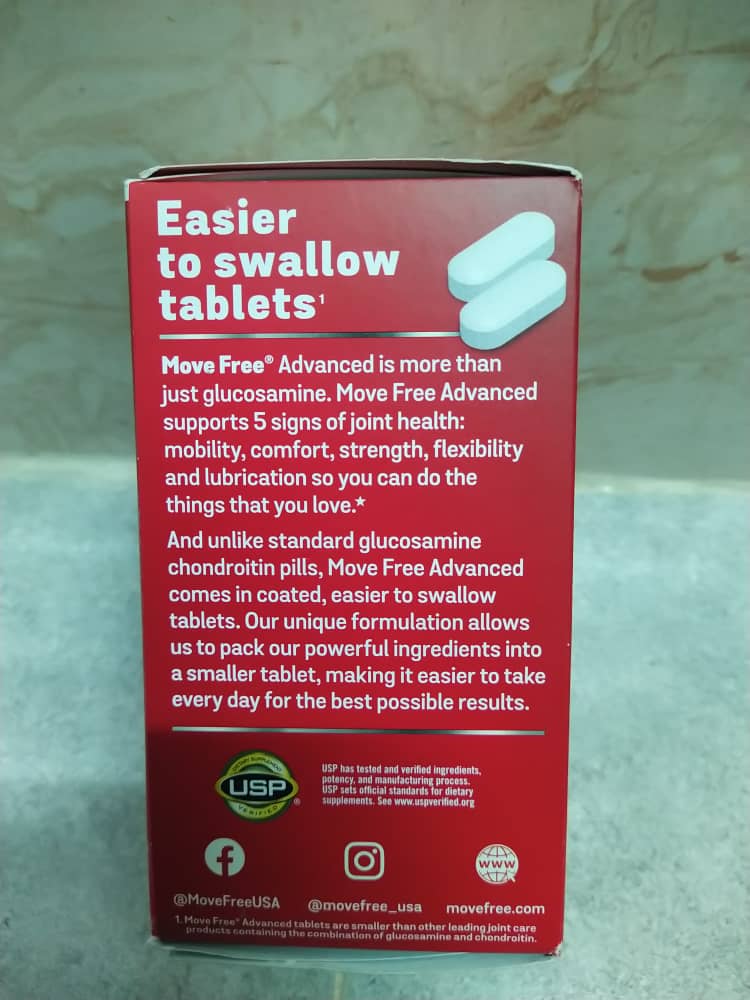 Easier
to swallow
tablets¹
Move Free® Advanced is more than
just glucosamine. Move Free Advanced
supports 5 signs of joint health:
mobility, comfort, strength, flexibility
and lubrication so you can do the
things that you love.★
And unlike standard glucosamine
chondroitin pills, Move Free Advanced
comes in coated, easier to swallow
tablets. Our unique formulation allows
us to pack our powerful ingredients into
a smaller tablet, making it easier to take
every day for the best possible results.
DIETARY SUPPLEMENT
USP
VERIFIED
®
USP has tested and verified ingredients,
potency, and manufacturing process.
USP sets official standards for dietary
supplements. See www.uspverified.org
www
@MoveFreeUSA
@movefree_usa
movefree.com
1. Move Free® Advanced tablets are smaller than other leading joint care
products containing the combination of glucosamine and chondroitin.